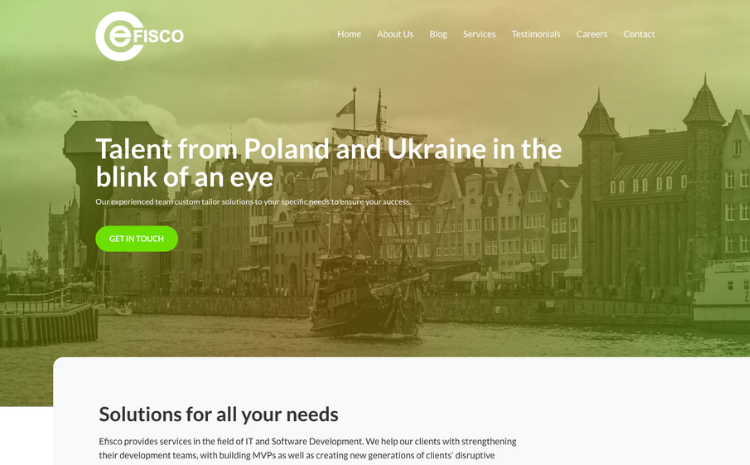 eFISCO
Home About Us Blog Services Testimonials Careers Contact
Talent from Poland and Ukraine in the
blink of an eye
Our experienced team custom tailor solutions to your specific needs to ensure your success.
GET IN TOUCH
Solutions for all your needs
Efisco provides services in the field of IT and Software Development. We help our clients with strengthening
their development teams, with building MVPs as well as creating new generations of clients' disruptive